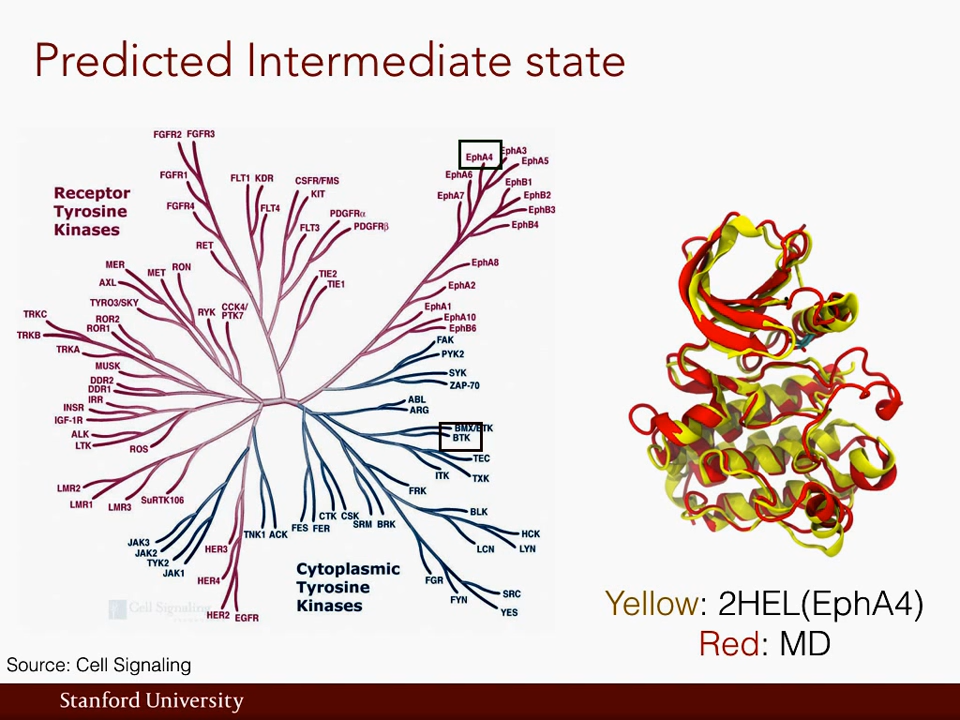 Predicted Intermediate state
Receptor
Tyrosine
Kinases
FGFR2 FGFR3
FGFR1
FGFR4
RET
FLT1 KDR
FLT4
CSFR/FMS
KIT
FLT3
PDGFRα
PDGFRβ
TIE2
TIE1
EphA4
EphA3
EphA5
EphA6
EphB1
EphA7
EphB2
EphB3
EphB4
EphA8
EphA2
EphA1
EphA10
EphB6
MER
MET
RON
AXL
TYRO3/SKY
RYK
CCK4/
PTK7
TRKC
TRKB
ROR2
ROR1
TRKA
MUSK
DDR2
DDR1
IRR
INSR
IGF-1R
ALK
LTK
ROS
LMR2
LMR1
LMR3
SuRTK106
FAK
PYK2
SYK
ZAP-70
ABL
ARG
BMX/ETK
BTK
TEC
ITK
TXK
FRK
BLK
HCK
LCN
LYN
CTK CSK
SRM BRK
FES FER
TNK1 ACK
JAK3
JAK2
TYK2
JAK1
HER3
HER4
HER2
EGFR
FGR
FYN
SRC
YES
Cytoplasmic
Tyrosine
Kinases
Cell Signaling
Yellow: 2HEL(EphA4)
Red: MD
Source: Cell Signaling
Stanford University